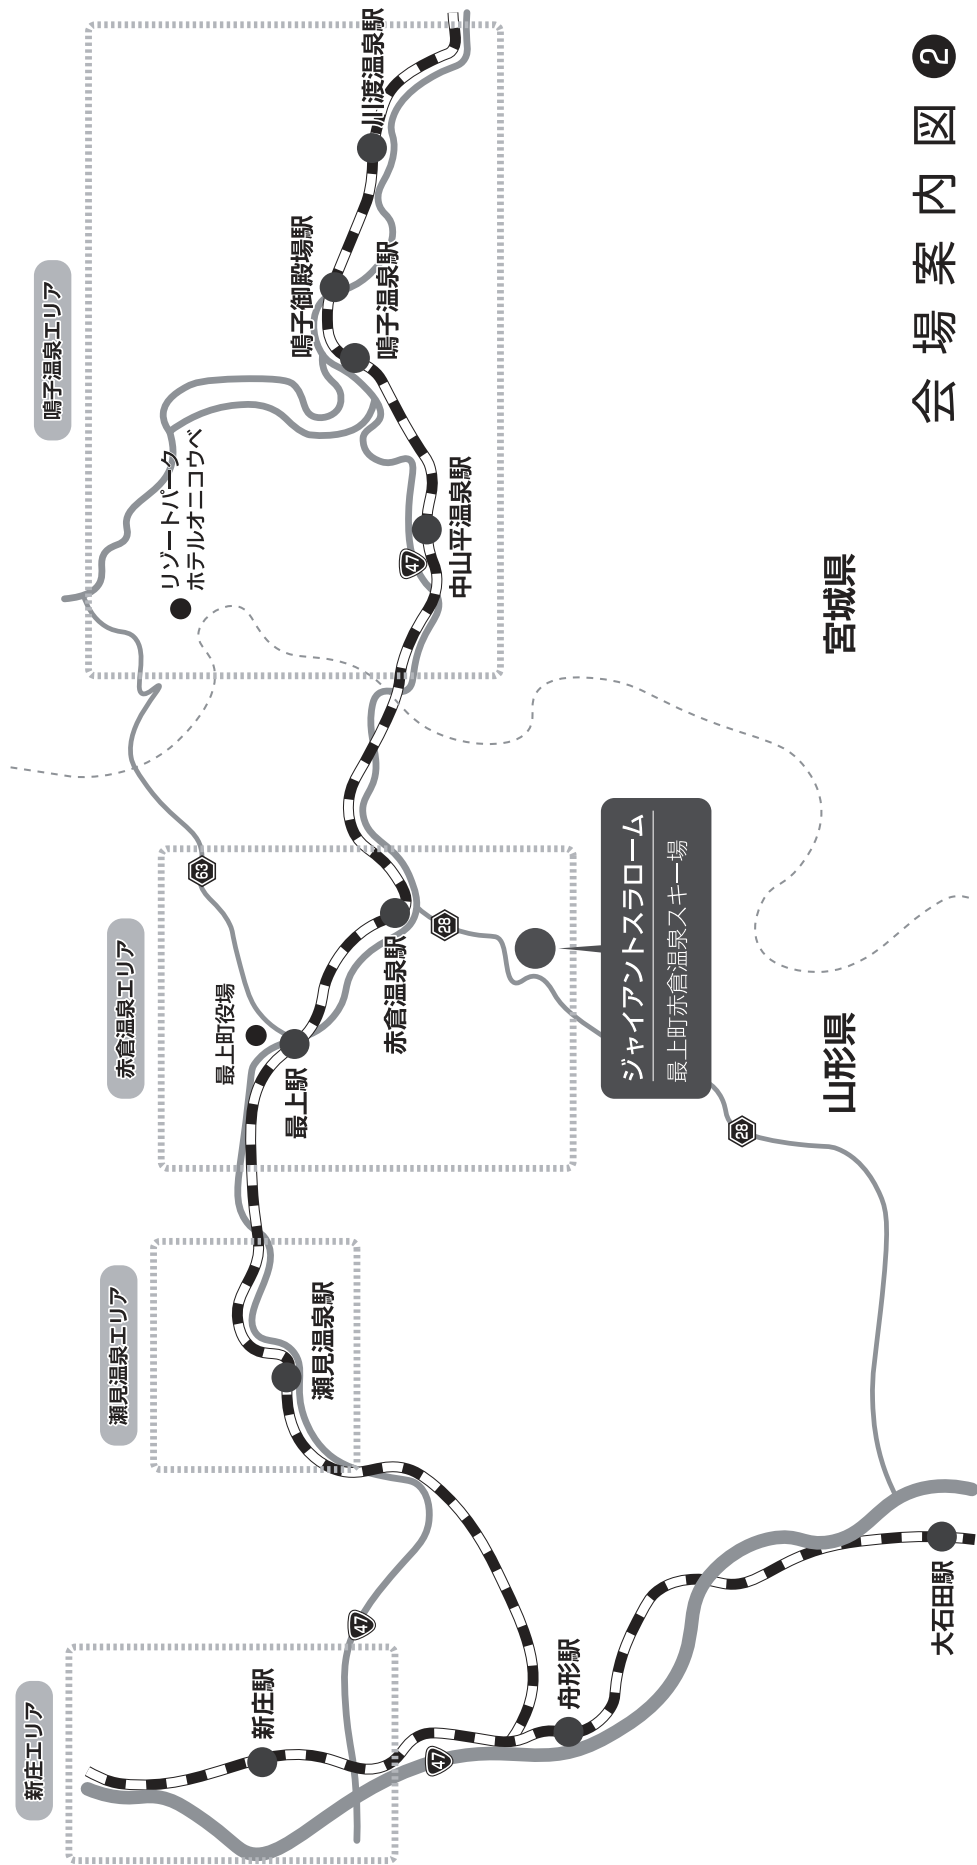 会場案内図 2
新庄エリア
瀬見温泉エリア
赤倉温泉エリア
鳴子温泉エリア
新庄駅
47
47
舟形駅
大石田駅
瀬見温泉駅
最上町役場
最上駅
赤倉温泉駅
63
28
28
ジャイアントスラローム
最上町赤倉温泉スキー場
リゾートパーク
ホテルオニコウベ
47
中山平温泉駅
鳴子御殿場駅
鳴子温泉駅
川渡温泉駅
山形県
宮城県